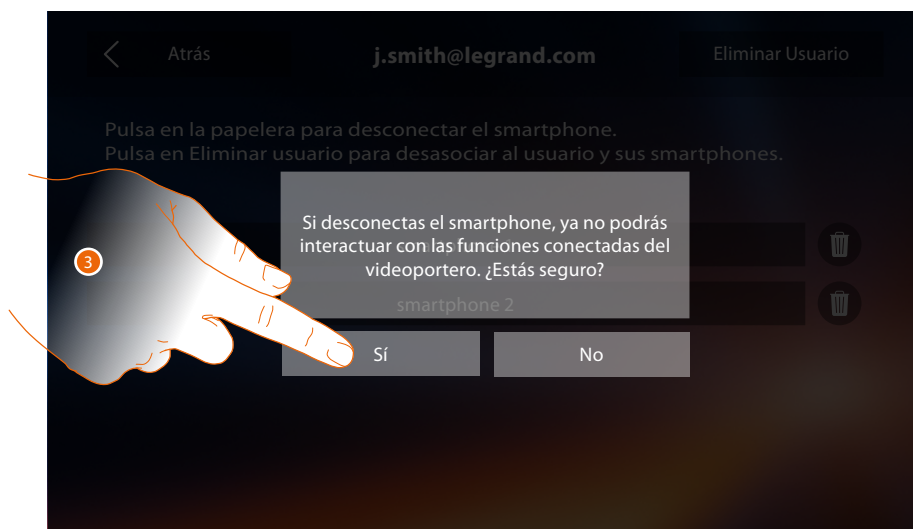 Atrás
j.smith@legrand.com
Eliminar Usuario
Pulsa en la papelera para desconectar el smartphone.
Pulsa en Eliminar usuario para desasociar al usuario y sus smartphones.
Si desconectas el smartphone, ya no podrás
interactuar con las funciones conectadas del
videoportero. ¿Estás seguro?
3
smartphone 2
Sí
No